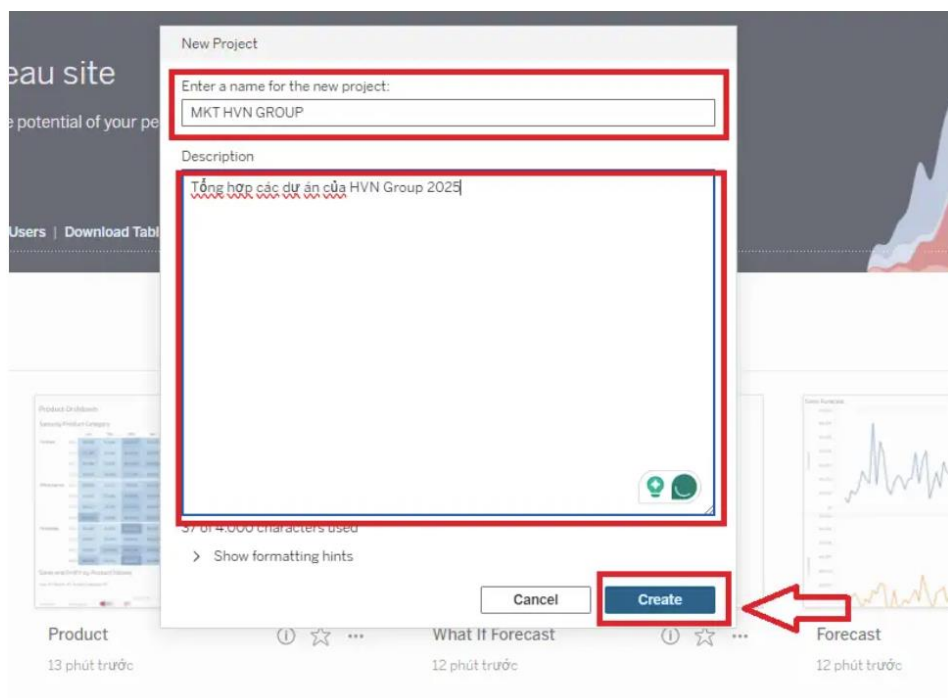 New Project
eau site
Enter a name for the new project:
MKT HVN GROUP
e potential of your pe
Description
Tổng hợp các dự án của HVN Group 2025
Users | Download Tabl
37 of 4.000 characters used
Show formatting hints
Cancel
Create
Product
What If Forecast
Forecast
13 phút trước
12 phút trước
12 phút trước